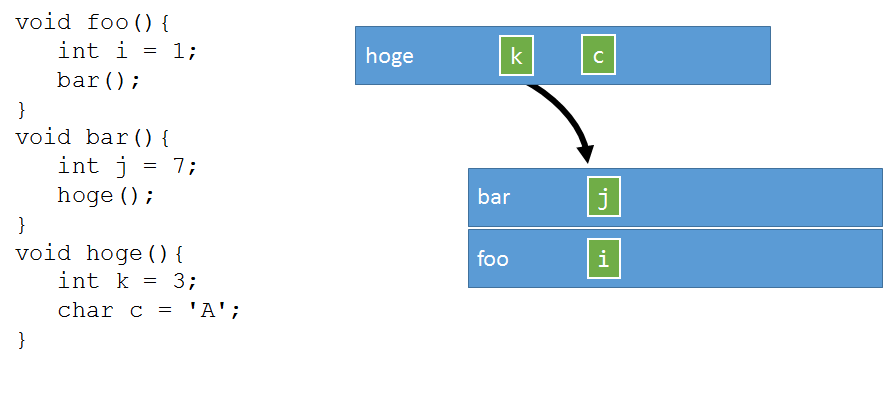 void foo(){
int i = 1;
bar();
}
void bar(){
int j = 7;
hoge();
}
void hoge(){
int k = 3;
char c = 'A';
}
hoge k c
bar j
foo i